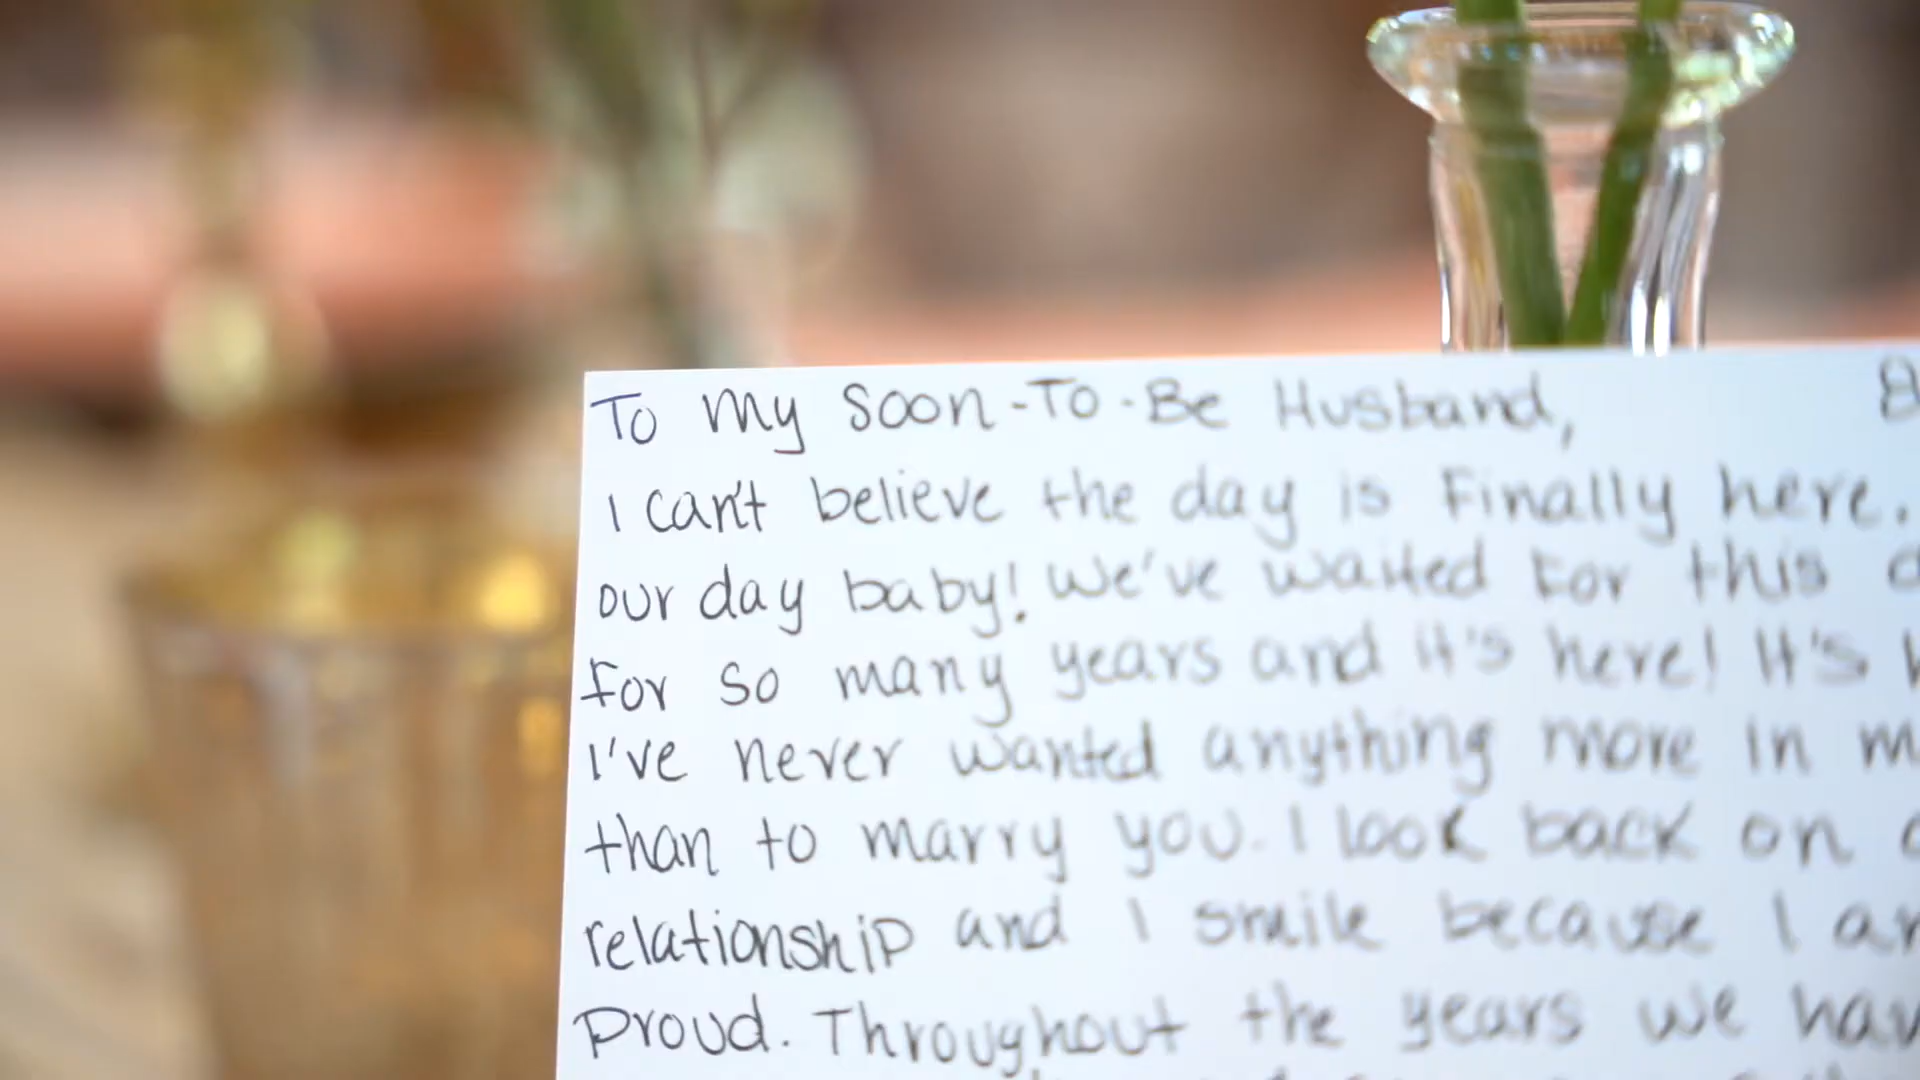 To My Soon-To-Be Husband,
I can't believe the day is Finally here.
our day baby! We've waited For this
For so many years and it's here! It's
I've never wanted anything more in
than to marry you. I look back on
relationship and I smile because I
Proud. Throughout the years we